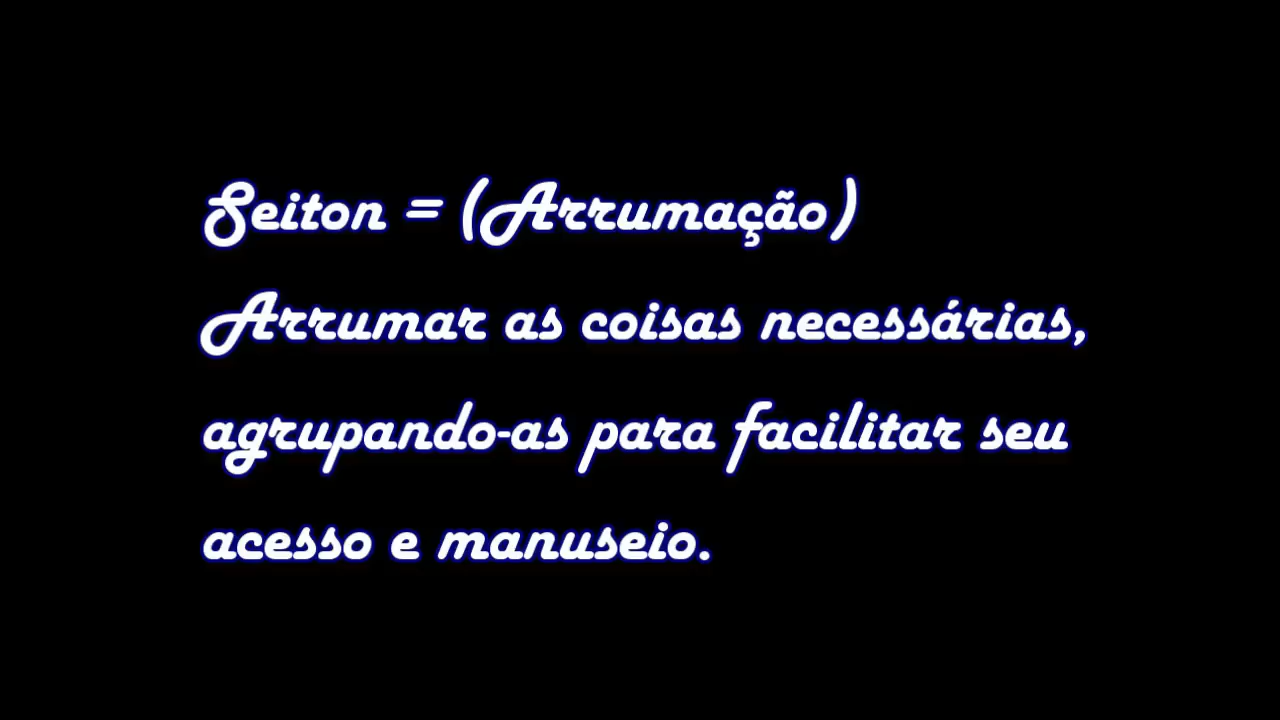 Seiton = (Arrumação)
Arrumar as coisas necessárias,
agrupando-as para facilitar seu
acesso e manuseio.